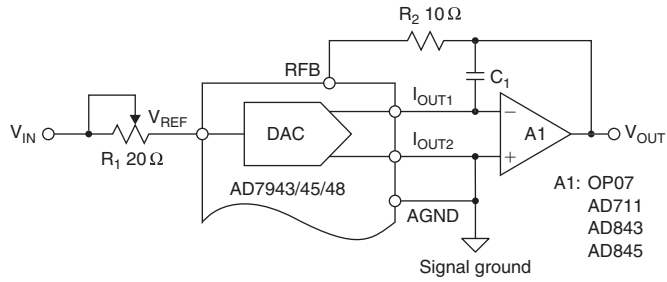 R2 10 Ω
RFB
C1
VIN
VREF
R1 20 Ω
DAC
IOUT1
IOUT2
−
+
A1
VOUT
AD7943/45/48
AGND
A1: OP07
AD711
AD843
AD845
Signal ground